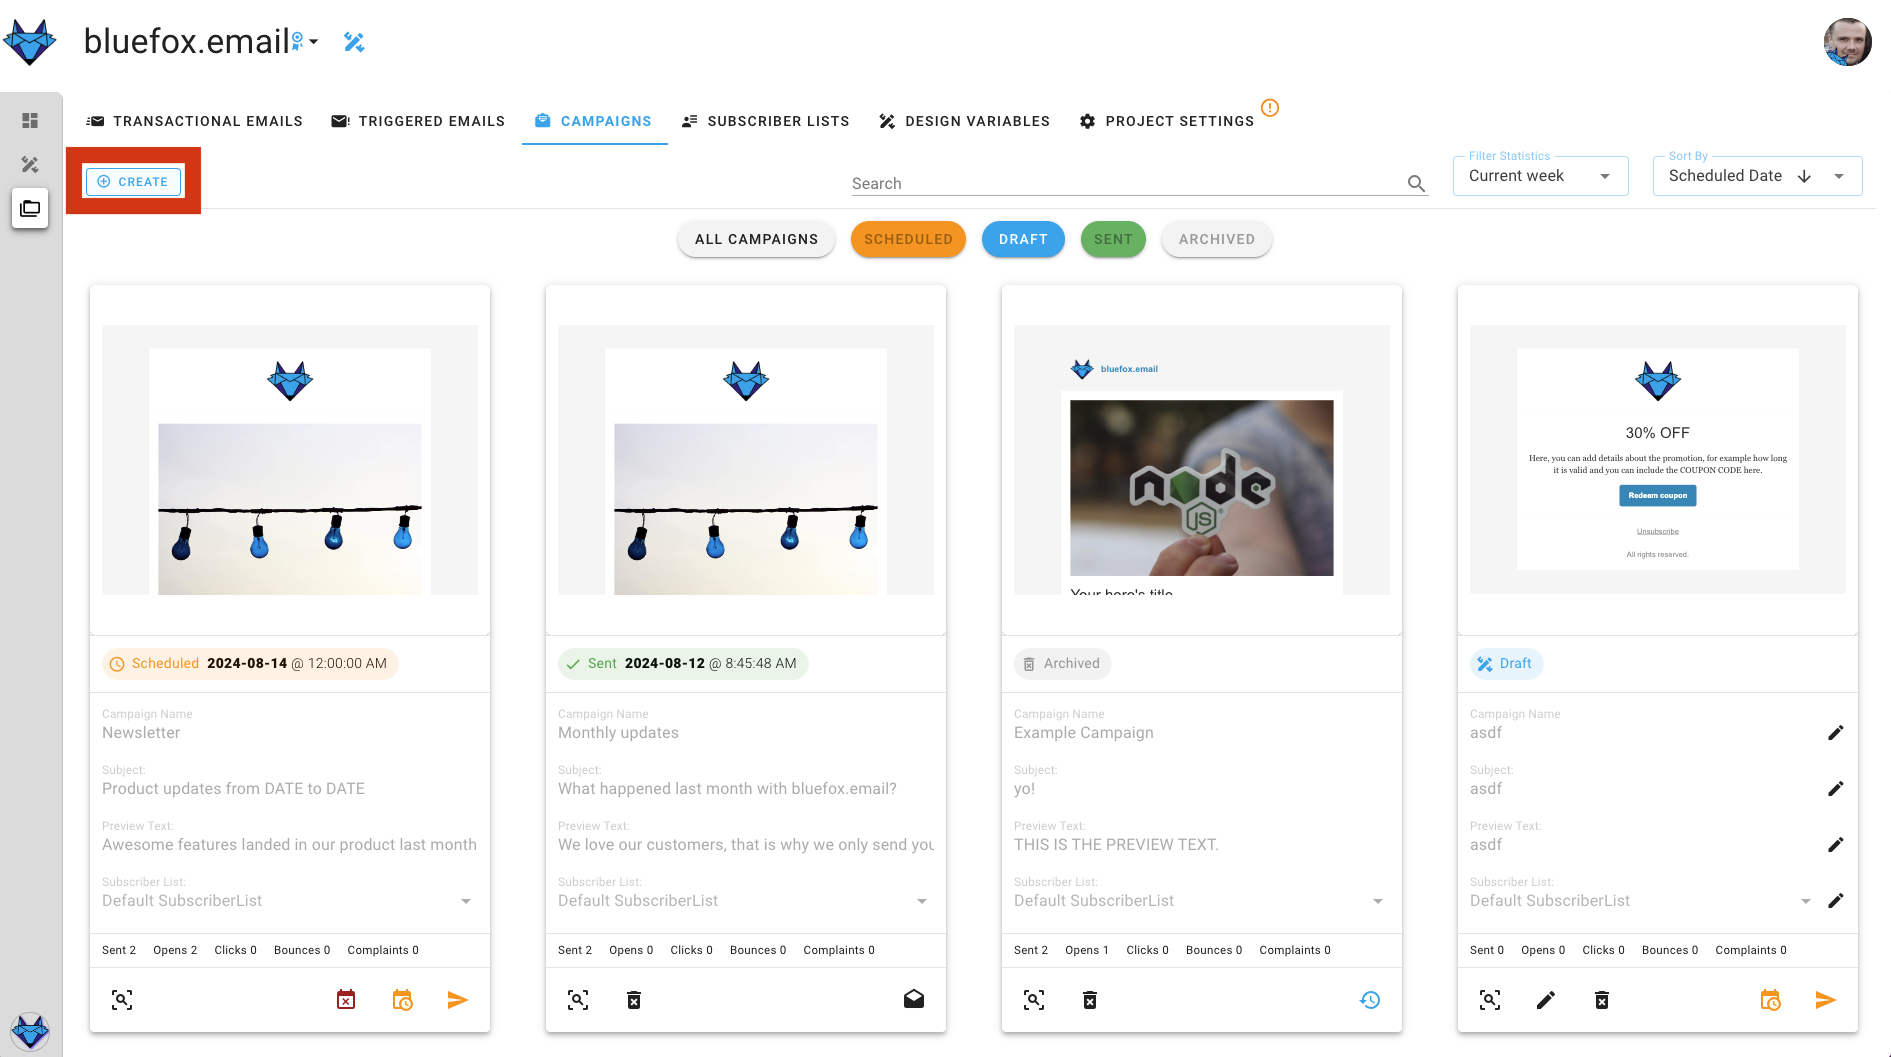 bluefox.email
TRANSACTIONAL EMAILS
TRIGGERED EMAILS
CAMPAIGNS
SUBSCRIBER LISTS
DESIGN VARIABLES
PROJECT SETTINGS
CREATE
Search
Filter Statistics
Current week
Sort By
Scheduled Date
ALL CAMPAIGNS
SCHEDULED
DRAFT
SENT
ARCHIVED
Scheduled 2024-08-14 @ 12:00:00 AM
Campaign Name
Newsletter
Subject:
Product updates from DATE to DATE
Preview Text:
Awesome features landed in our product last month
Subscriber List:
Default SubscriberList
Sent 2 Opens 2 Clicks 0 Bounces 0 Complaints 0
Sent 2024-08-12 @ 8:45:48 AM
Campaign Name
Monthly updates
Subject:
What happened last month with bluefox.email?
Preview Text:
We love our customers, that is why we only send you
Subscriber List:
Default SubscriberList
Sent 2 Opens 0 Clicks 0 Bounces 0 Complaints 0
bluefox.email
node
JS
Your hero's title
Archived
Campaign Name
Example Campaign
Subject:
yo!
Preview Text:
THIS IS THE PREVIEW TEXT.
Subscriber List:
Default SubscriberList
Sent 2 Opens 1 Clicks 0 Bounces 0 Complaints 0
30% OFF
Here, you can add details about the promotion, for example how long
it is valid and you can include the COUPON CODE here.
Redeem coupon
Unsubscribe
All rights reserved.
Draft
Campaign Name
asdf
Subject:
asdf
Preview Text:
asdf
Subscriber List:
Default SubscriberList
Sent 0 Opens 0 Clicks 0 Bounces 0 Complaints 0